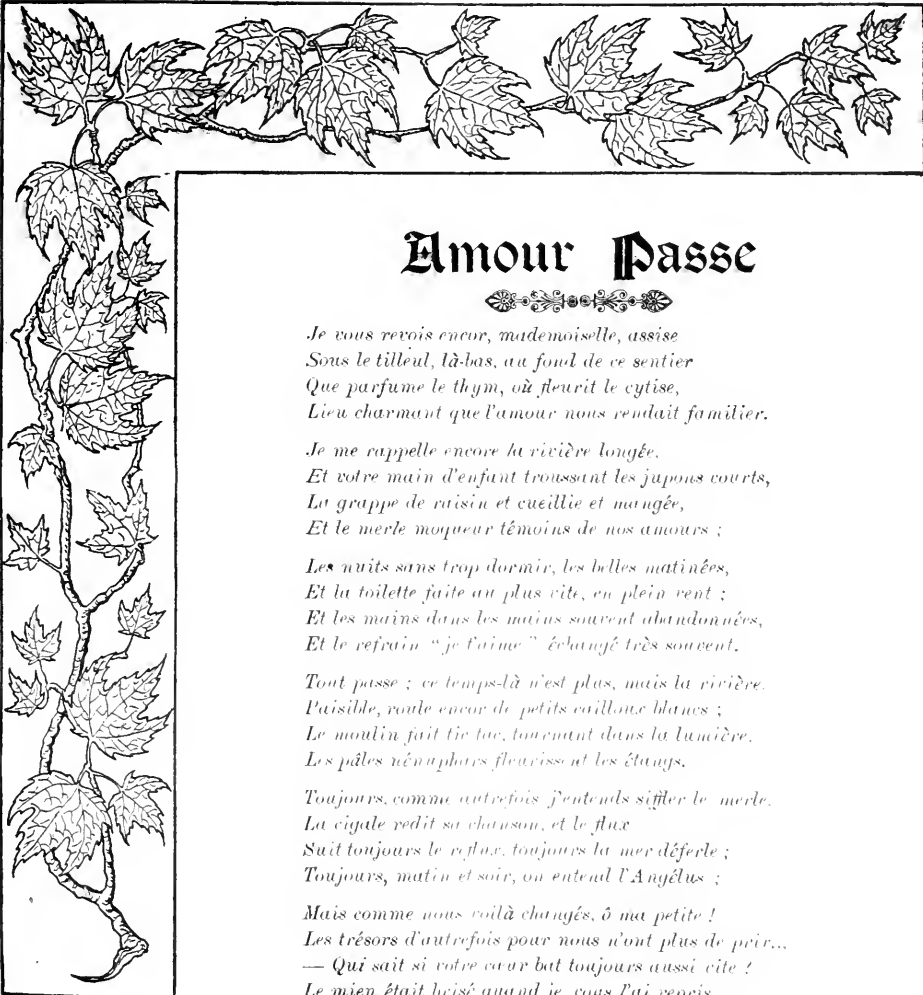 Amour Passe
Je vous revois encor, mademoiselle, assise
Sous le tilleul, là-bas, au fond de ce sentier
Que parfume le thym, où fleurit le cytise,
Lieu charmant que l'amour nous rendait familier.
Je me rappelle encore la rivière longée.
Et votre main d'enfant troussant les jupons courts,
La grappe de raisin et cueillie et mangée,
Et le merle moqueur témoins de nos amours ;
Les nuits sans trop dormir, les belles matinées,
Et la toilette faite au plus vite, en plein vent ;
Et les mains dans les mains souvent abandonnées,
Et le refrain “ je t'aime ” échangé très souvent.
Tout passe ; ce temps-là n'est plus, mais la rivière.
Paisible, roule encor de petits cailloux blancs ;
Le moulin fait tic tac, tournant dans la lumière.
Les pâles nénuphars fleurissent les étangs.
Toujours, comme autrefois j'entends siffler le merle.
La cigale redit sa chanson, et le flux
Suit toujours le reflux, toujours la mer déferle ;
Toujours, matin et soir, on entend l'Angélus ;
Mais comme nous voilà changés, ô ma petite !
Les trésors d'autrefois pour nous n'ont plus de prix...
— Qui sait si votre cœur bat toujours aussi vite !
Le mien était brisé quand je vous l'ai repris